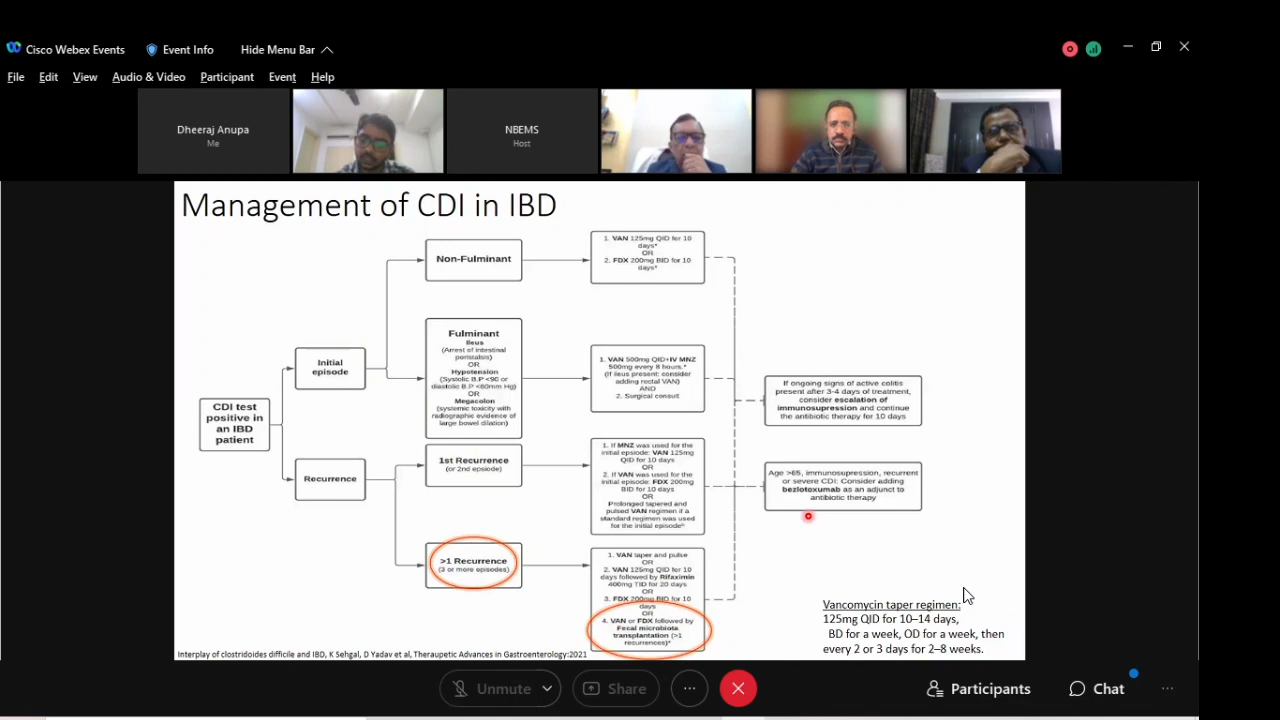 Cisco Webex Events
Event Info
Hide Menu Bar
File Edit View Audio & Video Participant Event Help
Dheeraj Anupa
Me
NBEMS
Host
Management of CDI in IBD
CDI test
positive in
an IBD
patient
Initial
episode
Recurrence
Non-Fulminant
Fulminant
Ileus
(Arrest of intestinal
peristalsis)
OR
Hypotension
(Systolic B.P <90 or
diastolic B.P <60mm Hg)
OR
Megacolon
(systemic toxicity with
radiographic evidence of
large bowel dilation)
1st Recurrence
(or 2nd episode)
>1 Recurrence
(3 or more episodes)
1. VAN 125mg QID for 10
days*
OR
2. FDX 200mg BID for 10
days*
1. VAN 500mg QID+IV MNZ
500mg every 8 hours.*
(If ileus present: consider
adding rectal VAN)
AND
2. Surgical consult
1. If MNZ was used for the
initial episode: VAN 125mg
QID for 10 days
OR
2. If VAN was used for the
initial episode: FDX 200mg
BID for 10 days
OR
Prolonged tapered and
pulsed VAN regimen if a
standard regimen was used
for the initial episode
1. VAN taper and pulse
OR
2. VAN 125mg QID for 10
days followed by Rifaximin
400mg TID for 20 days
OR
3. FDX 200mg BID for 10
days
OR
4. VAN or FDX followed by
Fecal microbiota
transplantation (>1
recurrences)*
If ongoing signs of active colitis
present after 3-4 days of treatment,
consider escalation of
immunosupression and continue
the antibiotic therapy for 10 days
Age >65, immunosupression, recurrent
or severe CDI: Consider adding
bezlotoxumab as an adjunct to
antibiotic therapy
Vancomycin taper regimen:
125mg QID for 10–14 days,
BD for a week, OD for a week, then
every 2 or 3 days for 2–8 weeks.
Interplay of clostridoides difficile and IBD, K Sehgal, D Yadav et al, Theraupetic Advances in Gastroenterology:2021
Unmute
Share
Participants
Chat